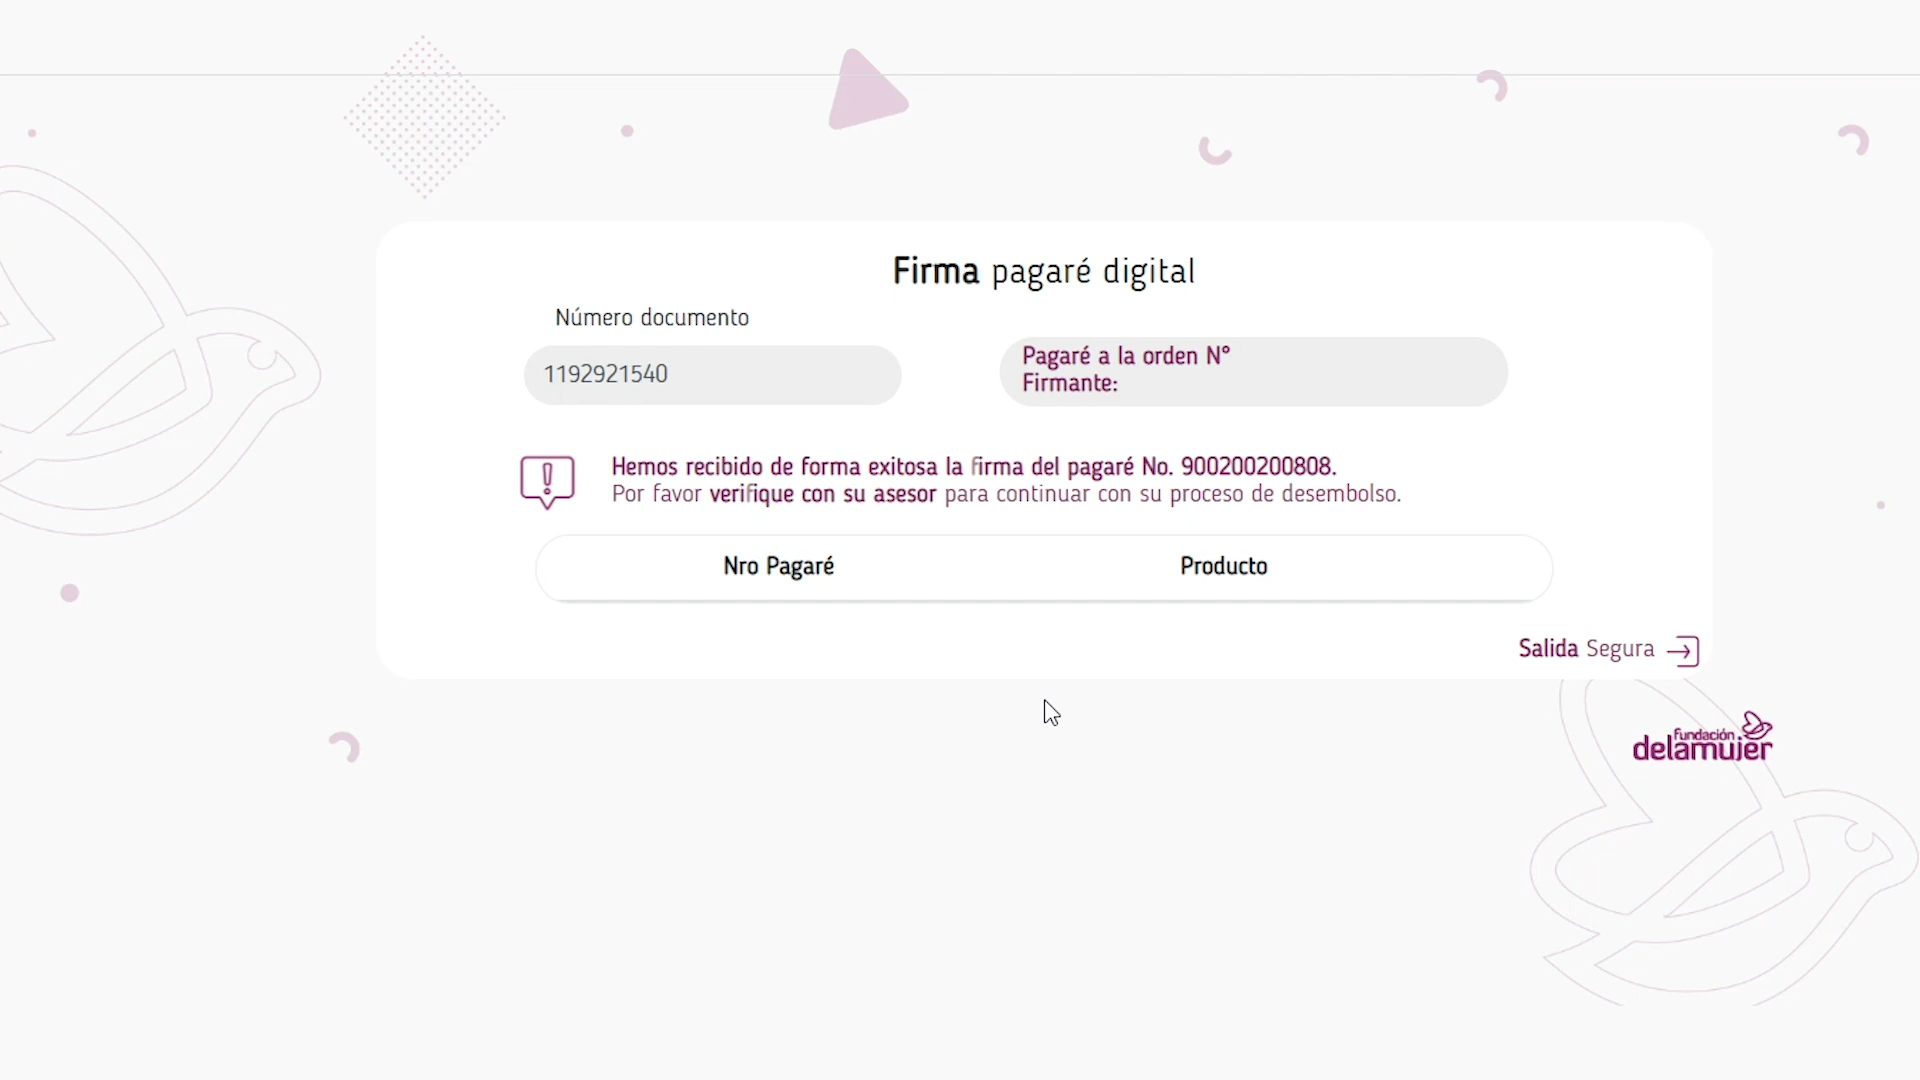 Firma pagaré digital
Número documento
1192921540
Pagaré a la orden N°
Firmante:
Hemos recibido de forma exitosa la firma del pagaré No. 900200200808.
Por favor verifique con su asesor para continuar con su proceso de desembolso.
Nro Pagaré Producto
Salida Segura
fundación
delamujer